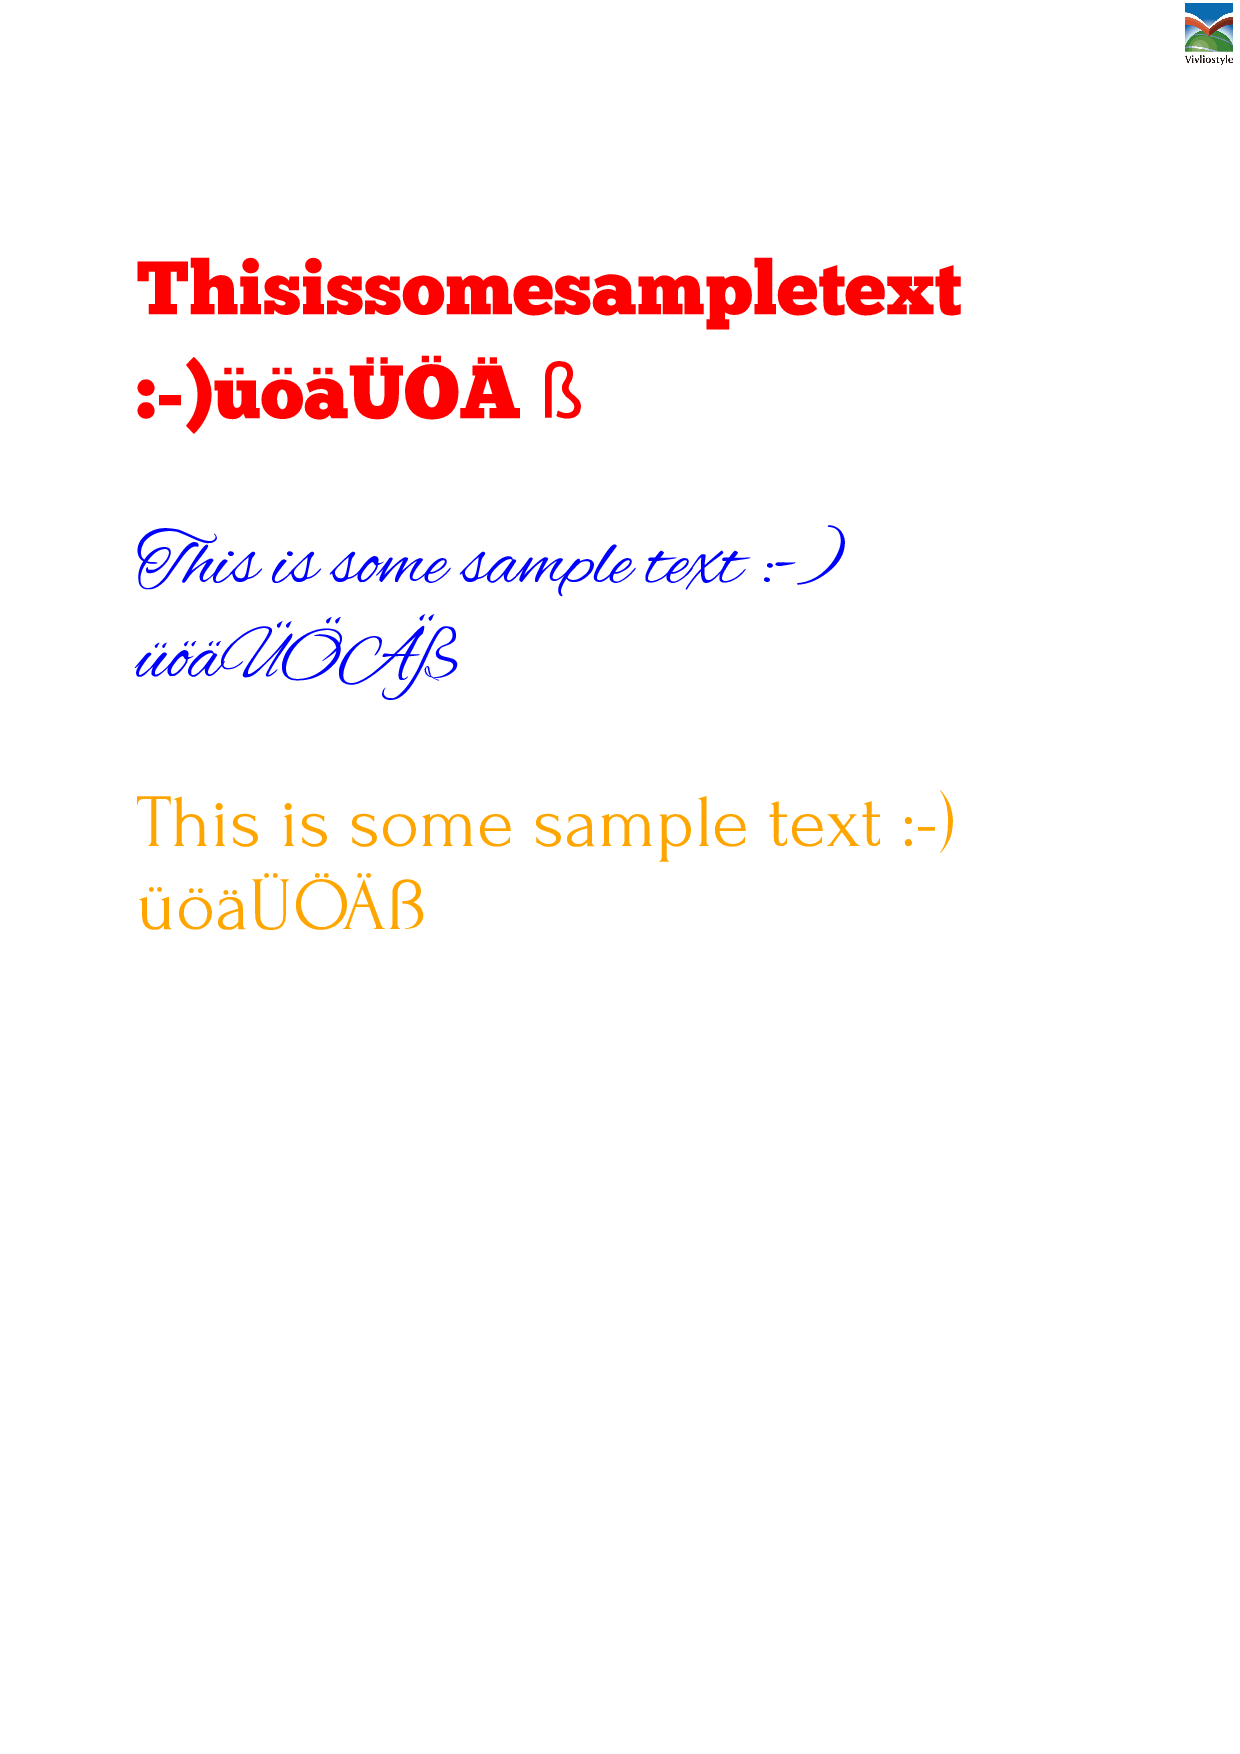 Vivliostyle
Thisissomesampletext
:-)üöäÜÖÄ ß
This is some sample text :-)
üöäÜÖÄß
This is some sample text :-)
üöäÜÖÄß